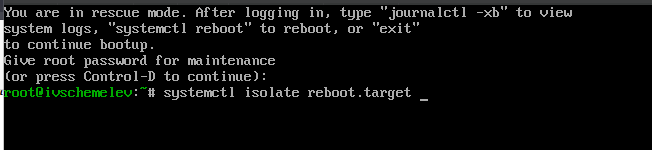 You are in rescue mode. After logging in, type "journalctl -xb" to view
system logs, "systemctl reboot" to reboot, or "exit"
to continue bootup.
Give root password for maintenance
(or press Control-D to continue):
root@ivschemelev:~# systemctl isolate reboot.target _